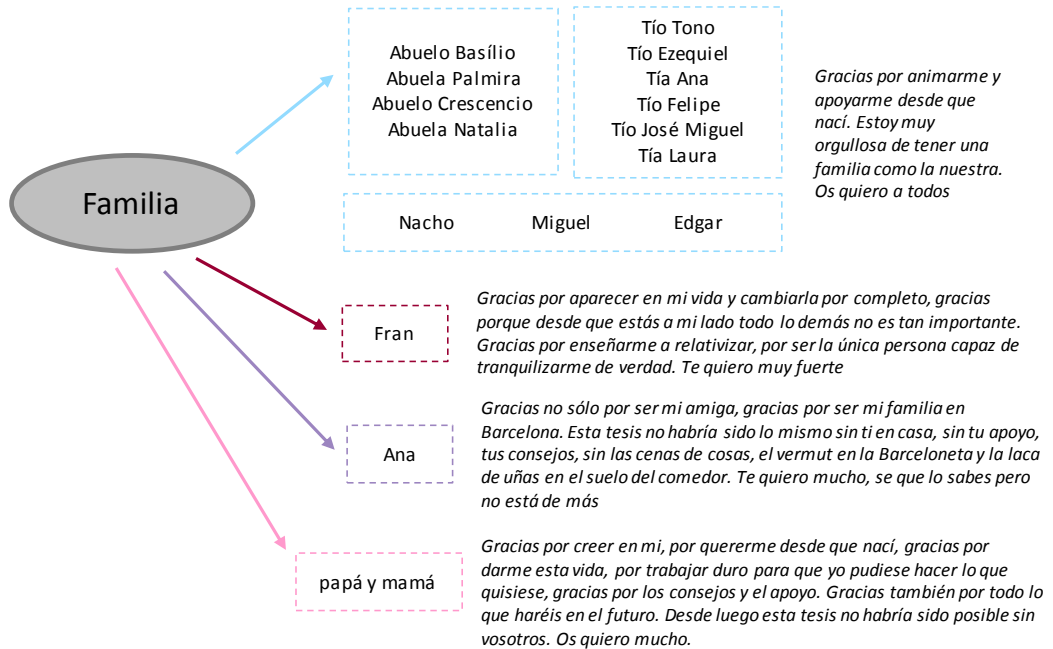 Familia
Abuelo Basílio
Abuela Palmira
Abuelo Crescencio
Abuela Natalia
Tío Tono
Tío Ezequiel
Tía Ana
Tío Felipe
Tío José Miguel
Tía Laura
Gracias por animarme y
apoyarme desde que
nací. Estoy muy
orgullosa de tener una
familia como la nuestra.
Os quiero a todos
Nacho Miguel Edgar
Fran
Gracias por aparecer en mi vida y cambiarla por completo, gracias
porque desde que estás a mi lado todo lo demás no es tan importante.
Gracias por enseñarme a relativizar, por ser la única persona capaz de
tranquilizarme de verdad. Te quiero muy fuerte
Ana
Gracias no sólo por ser mi amiga, gracias por ser mi familia en
Barcelona. Esta tesis no habría sido lo mismo sin ti en casa, sin tu apoyo,
tus consejos, sin las cenas de cosas, el vermut en la Barceloneta y la laca
de uñas en el suelo del comedor. Te quiero mucho, se que lo sabes pero
no está de más
papá y mamá
Gracias por creer en mi, por quererme desde que nací, gracias por
darme esta vida, por trabajar duro para que yo pudiese hacer lo que
quisiese, gracias por los consejos y el apoyo. Gracias también por todo lo
que haréis en el futuro. Desde luego esta tesis no habría sido posible sin
vosotros. Os quiero mucho.